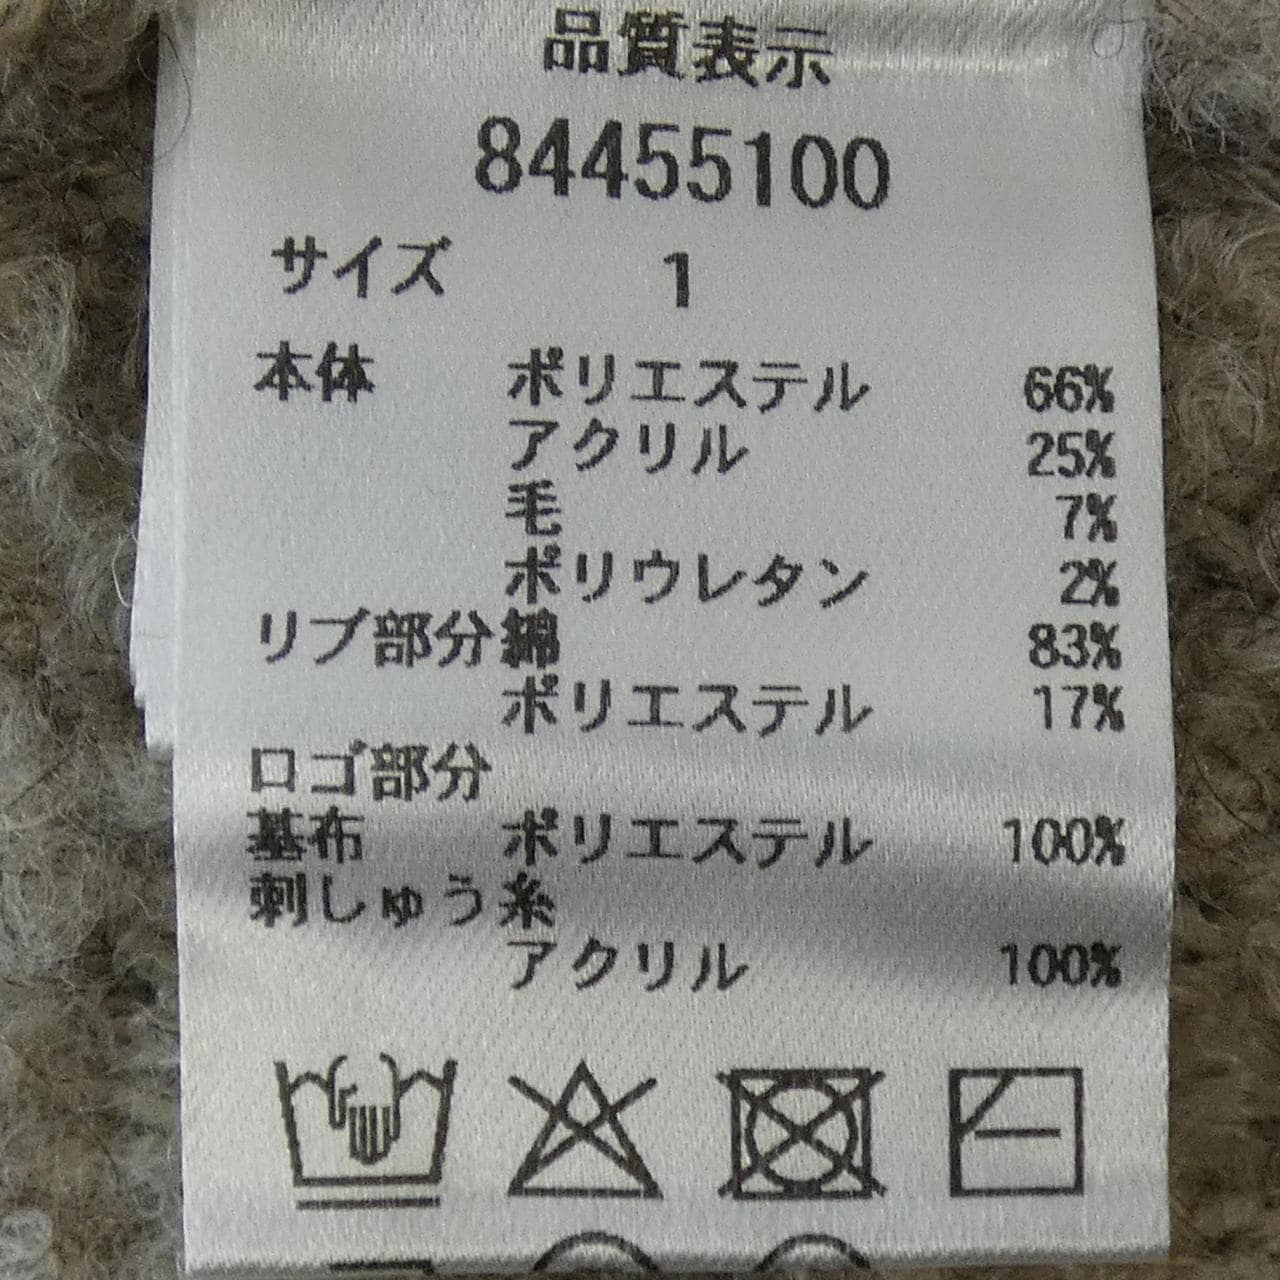 品質表示
84455100
サイズ 1
本体 ポリエステル 66%
アクリル 25%
毛 7%
ポリウレタン 2%
リブ部分 綿 83%
ポリエステル 17%
ロゴ部分
基布 ポリエステル 100%
刺しゅう糸
アクリル 100%